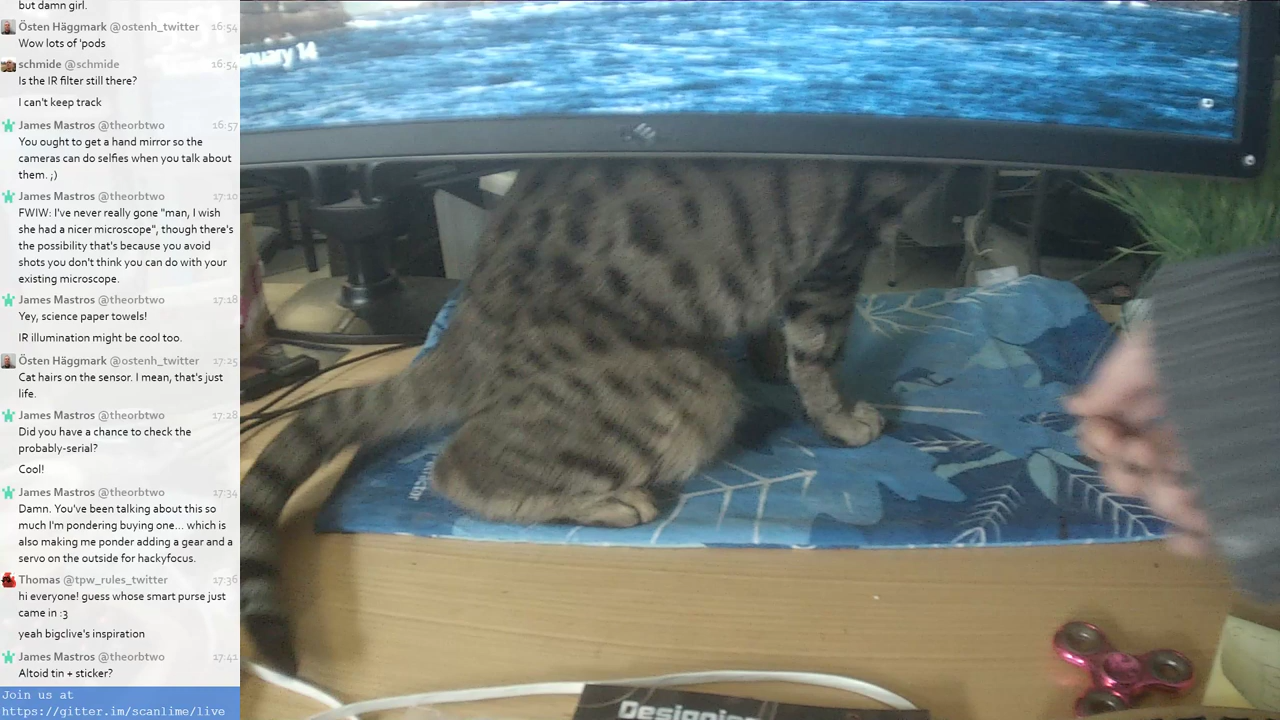 but damn girl.
Östen Häggmark @ostenh_twitter 16:54
Wow lots of 'pods
schmide @schmide 16:54
Is the IR filter still there?
I can't keep track
James Mastros @theorbtwo 16:57
You ought to get a hand mirror so the
cameras can do selfies when you talk about
them. ;)
James Mastros @theorbtwo 17:10
FWIW: I've never really gone "man, I wish
she had a nicer microscope", though there's
the possibility that's because you avoid
shots you don't think you can do with your
existing microscope.
James Mastros @theorbtwo 17:18
Yey, science paper towels!
IR illumination might be cool too.
Östen Häggmark @ostenh_twitter 17:25
Cat hairs on the sensor. I mean, that's just
life.
James Mastros @theorbtwo 17:28
Did you have a chance to check the
probably-serial?
Cool!
James Mastros @theorbtwo 17:34
Damn. You've been talking about this so
much I'm pondering buying one... which is
also making me ponder adding a gear and a
servo on the outside for hackyfocus.
Thomas @tpw_rules_twitter 17:36
hi everyone! guess whose smart purse just
came in :3
yeah bigclive's inspiration
James Mastros @theorbtwo 17:41
Altoid tin + sticker?
Join us at
https://gitter.im/scanlime/live
nuary 14
hp